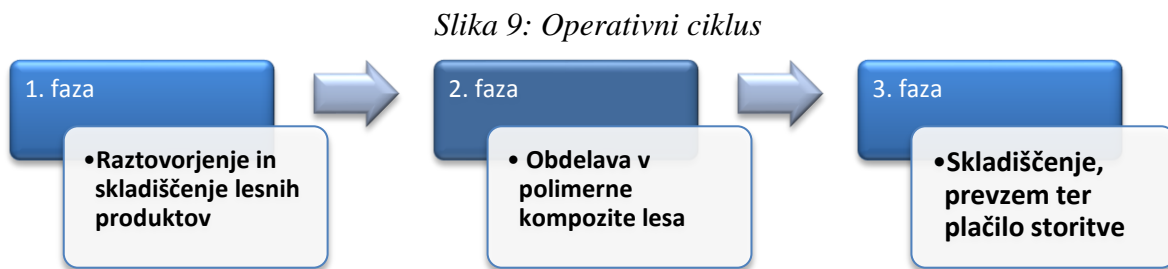 Slika 9: Operativni ciklus
1. faza
•Raztovorjenje in
skladiščenje lesnih
produktov
2. faza
• Obdelava v
polimerne
kompozite lesa
3. faza
•Skladiščenje,
prevzem ter
plačilo storitve